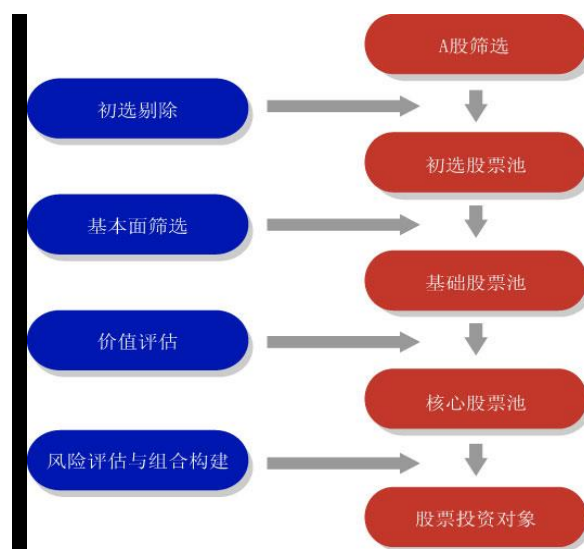 A股筛选
初选剔除
初选股票池
基本面筛选
基础股票池
价值评估
核心股票池
风险评估与组合构建
股票投资对象